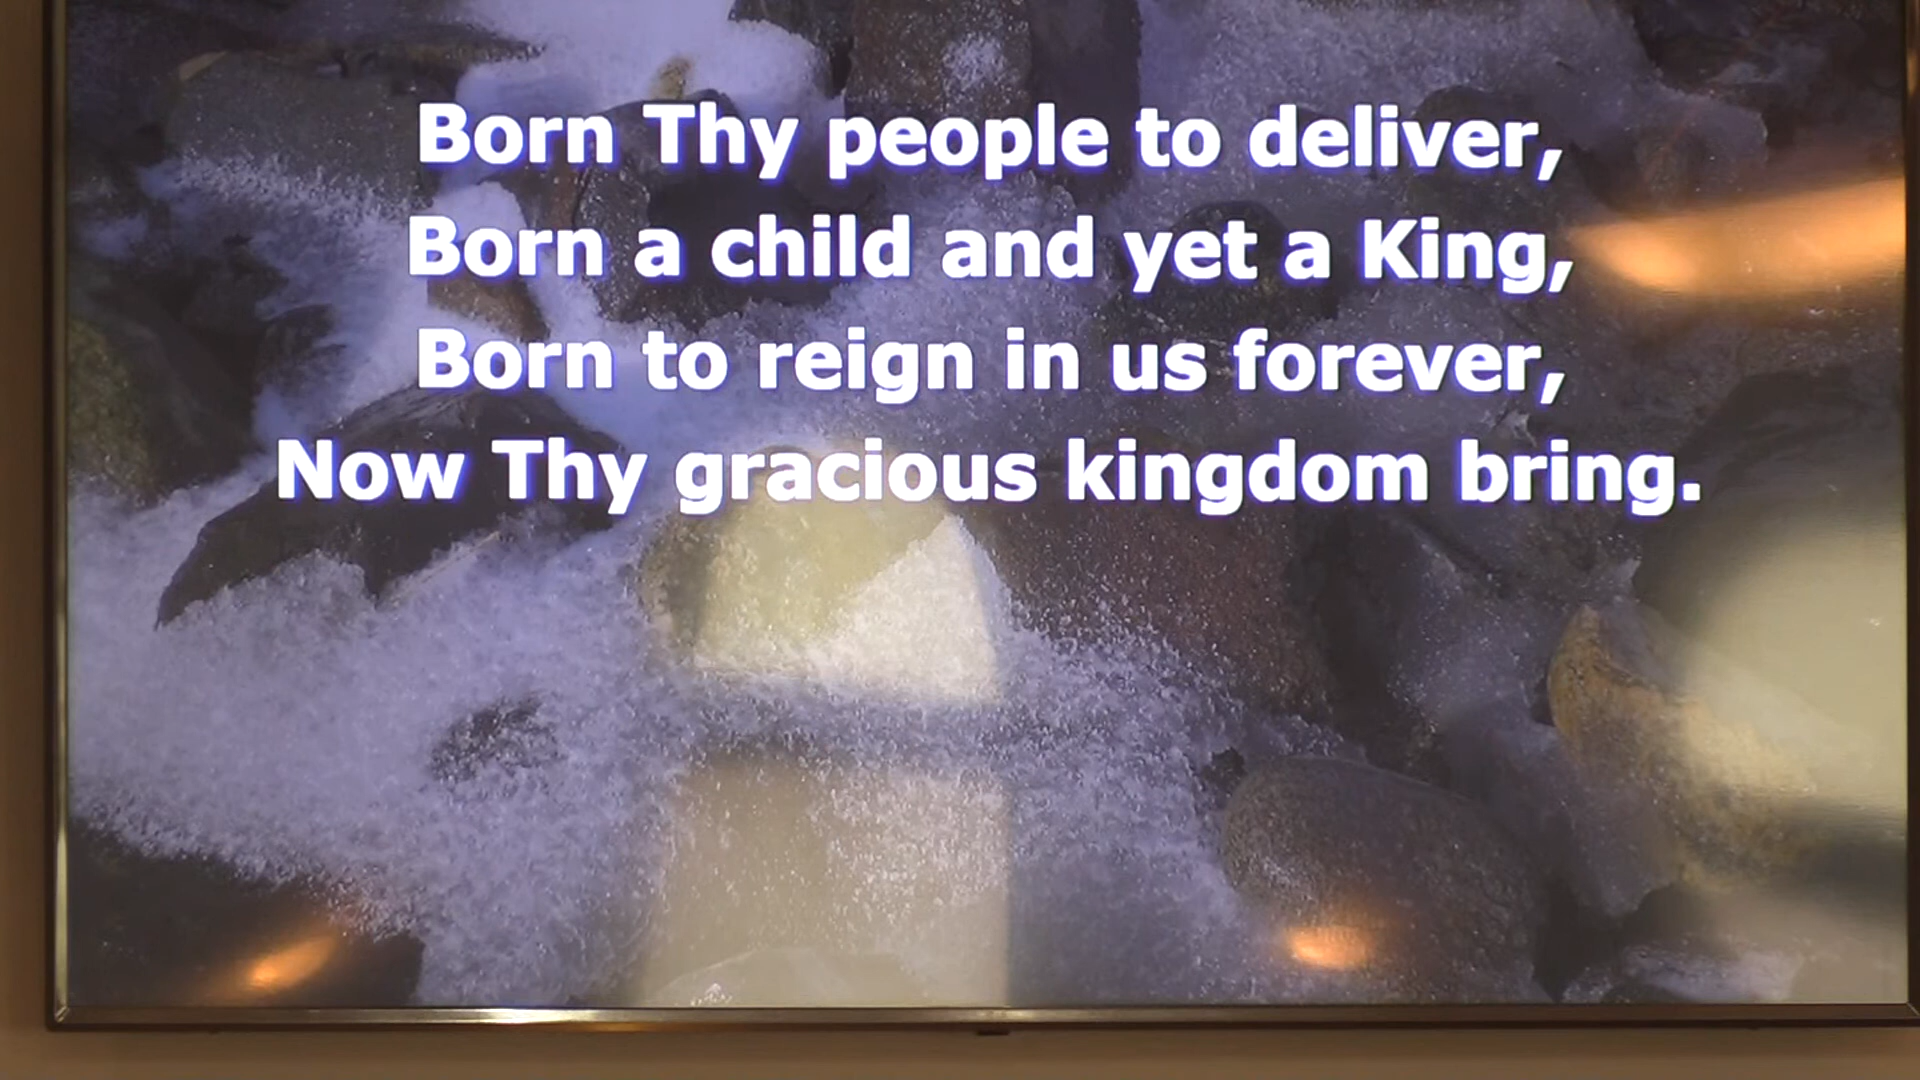 Born Thy people to deliver,
Born a child and yet a King,
Born to reign in us forever,
Now Thy gracious kingdom bring.